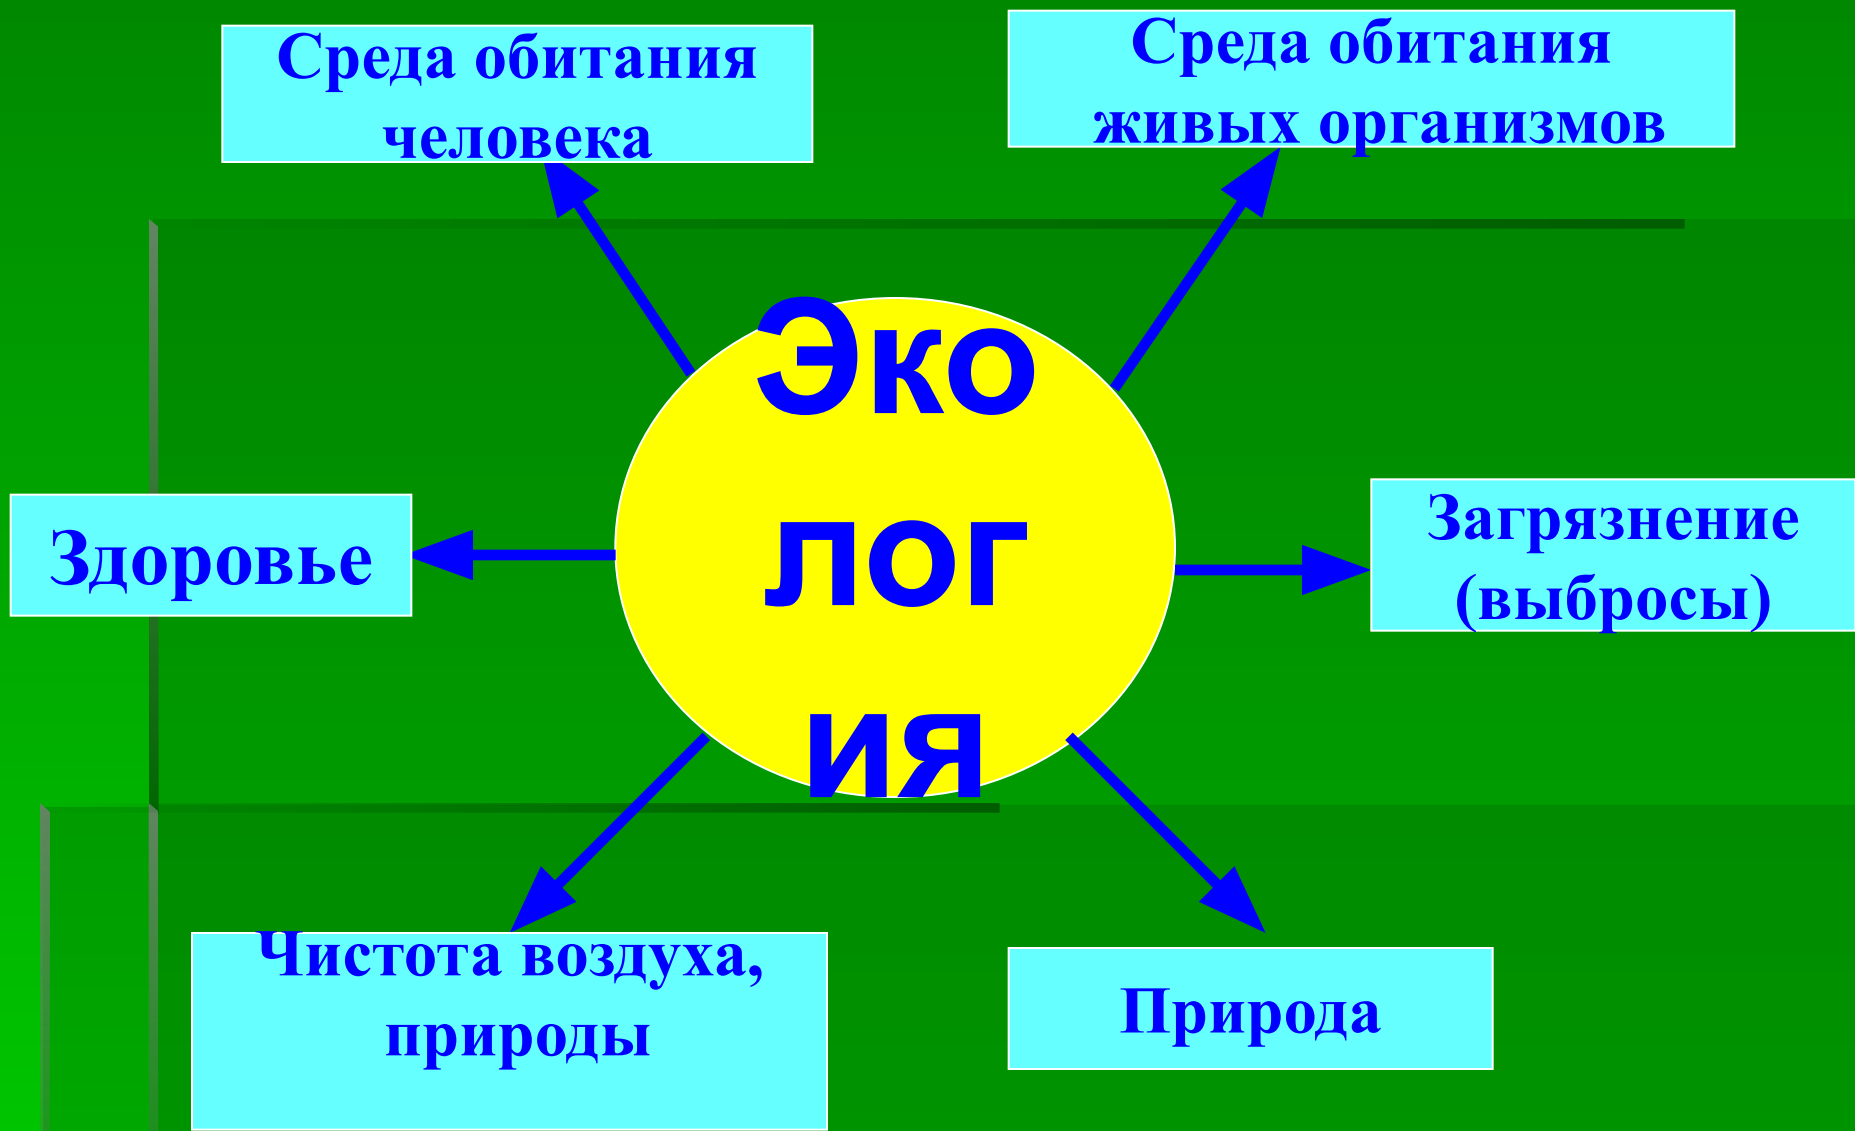 Среда обитания
человека
Среда обитания
живых организмов
Эко
лог
ия
Здоровье
Загрязнение
(выбросы)
Чистота воздуха,
природы
Природа